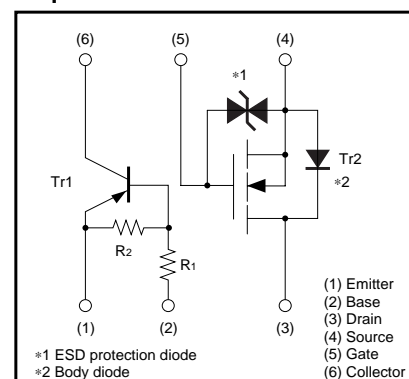 (6) (5) (4)
∗1
Tr1
Tr2
∗2
R2
R1
(1) (2) (3)
(1) Emitter
(2) Base
(3) Drain
(4) Source
(5) Gate
(6) Collector
∗1 ESD protection diode
∗2 Body diode